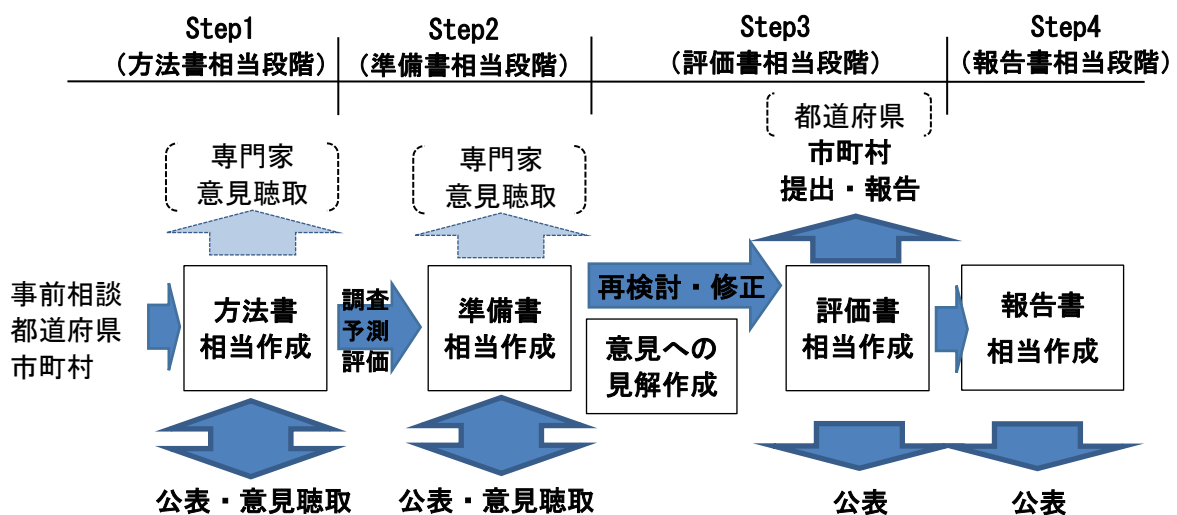 Step1
(方法書相当段階)
Step2
(準備書相当段階)
Step3
(評価書相当段階)
Step4
(報告書相当段階)
専門家
意見聴取
専門家
意見聴取
都道府県
市町村
提出・報告
事前相談
都道府県
市町村
方法書
相当作成
調査
予測
評価
準備書
相当作成
再検討・修正
意見への
見解作成
評価書
相当作成
報告書
相当作成
公表・意見聴取
公表・意見聴取
公表
公表